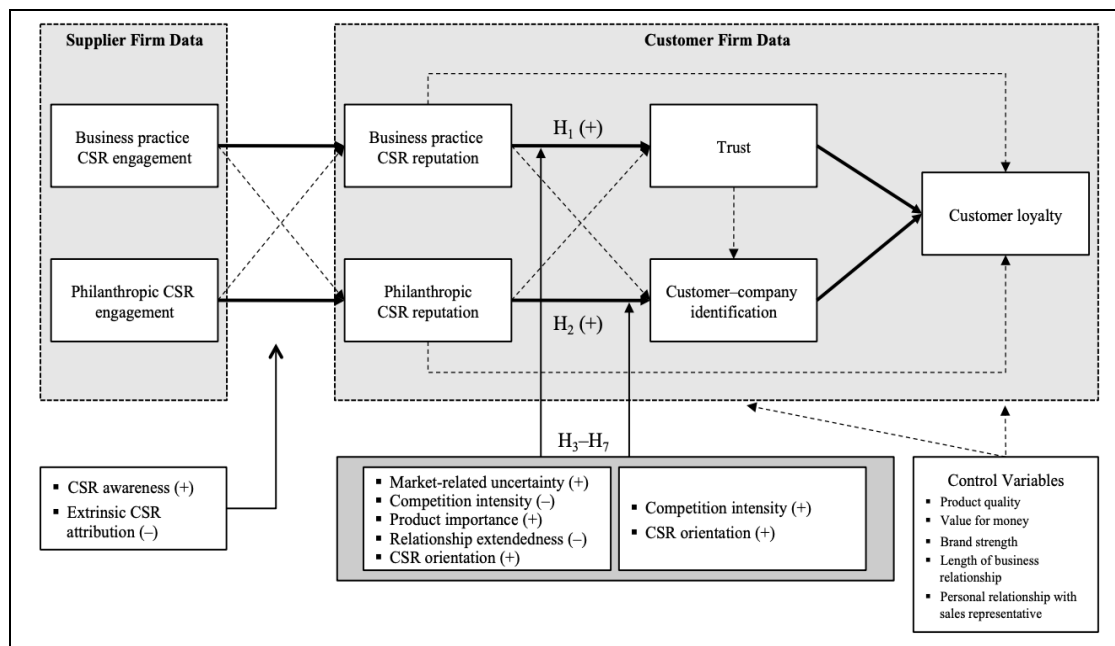 Supplier Firm Data
Customer Firm Data
Business practice
CSR engagement
Business practice
CSR reputation
H1 (+)
Trust
Customer loyalty
Philanthropic CSR
engagement
Philanthropic
CSR reputation
H2 (+)
Customer–company
identification
H3–H7
▪ CSR awareness (+)
▪ Extrinsic CSR
attribution (–)
▪ Market-related uncertainty (+)
▪ Competition intensity (–)
▪ Product importance (+)
▪ Relationship extendedness (–)
▪ CSR orientation (+)
▪ Competition intensity (+)
▪ CSR orientation (+)
Control Variables
▪ Product quality
▪ Value for money
▪ Brand strength
▪ Length of business
relationship
▪ Personal relationship with
sales representative